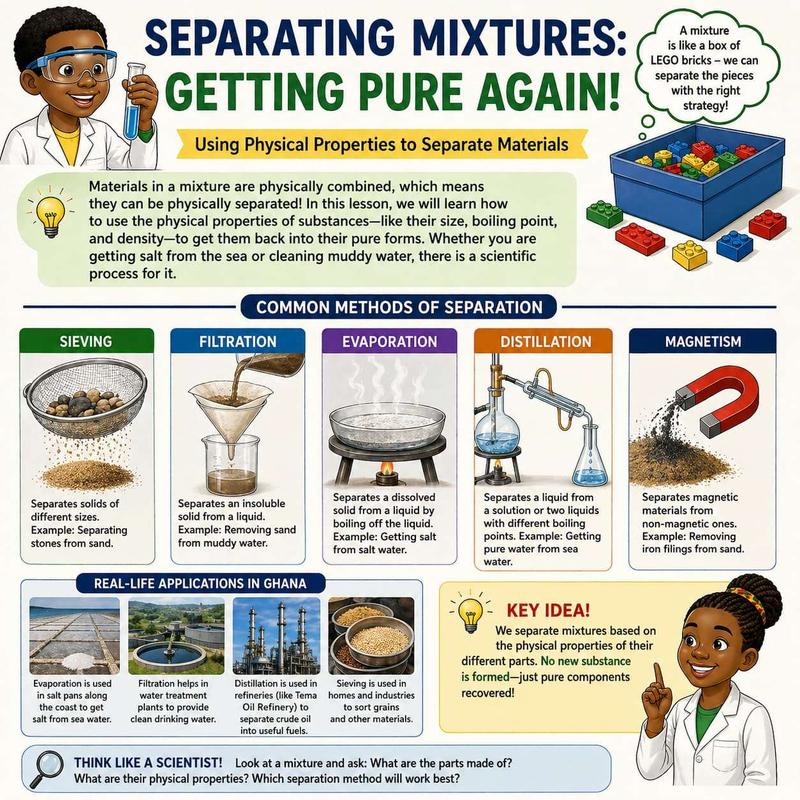 SEPARATING MIXTURES:
GETTING PURE AGAIN!
Using Physical Properties to Separate Materials
A mixture
is like a box of
LEGO bricks – we can
separate the pieces
with the right
strategy!
Materials in a mixture are physically combined, which means
they can be physically separated! In this lesson, we will learn how
to use the physical properties of substances—like their size, boiling point,
and density—to get them back into their pure forms. Whether you are
getting salt from the sea or cleaning muddy water, there is a scientific
process for it.
COMMON METHODS OF SEPARATION
SIEVING
Separates solids of
different sizes.
Example: Separating
stones from sand.
FILTRATION
Separates an insoluble
solid from a liquid.
Example: Removing sand
from muddy water.
EVAPORATION
Separates a dissolved
solid from a liquid by
boiling off the liquid.
Example: Getting salt
from salt water.
DISTILLATION
Separates a liquid from
a solution or two liquids
with different boiling
points. Example: Getting
pure water from sea
water.
MAGNETISM
Separates magnetic
materials from
non-magnetic ones.
Example: Removing
iron filings from sand.
REAL-LIFE APPLICATIONS IN GHANA
Evaporation is used
in salt pans along
the coast to get
salt from sea water.
Filtration helps in
water treatment
plants to provide
clean drinking water.
Distillation is used in
refineries (like Tema
Oil Refinery) to
separate crude oil
into useful fuels.
Sieving is used in
homes and industries
to sort grains
and other materials.
KEY IDEA!
We separate mixtures based on
the physical properties of their
different parts. No new substance
is formed—just pure components
recovered!
THINK LIKE A SCIENTIST! Look at a mixture and ask: What are the parts made of?
What are their physical properties? Which separation method will work best?